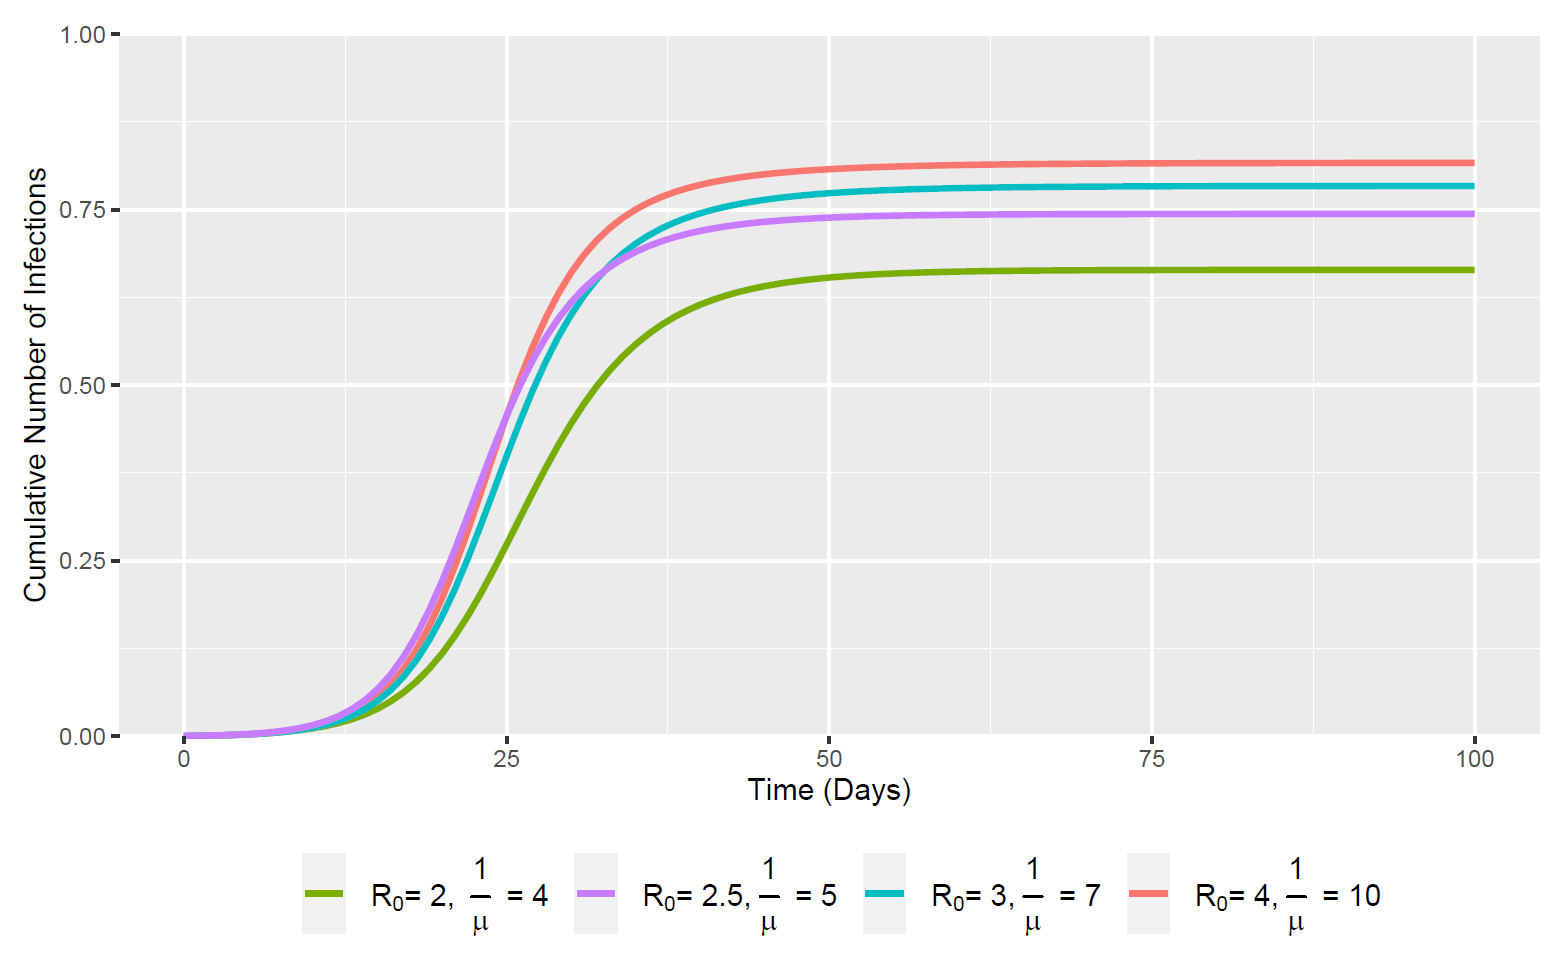 1.00
0.75
0.50
0.25
0.00
Cumulative Number of Infections
0 25 50 75 100
Time (Days)
R₀= 2, 1/μ = 4 R₀= 2.5, 1/μ = 5 R₀= 3, 1/μ = 7 R₀= 4, 1/μ = 10